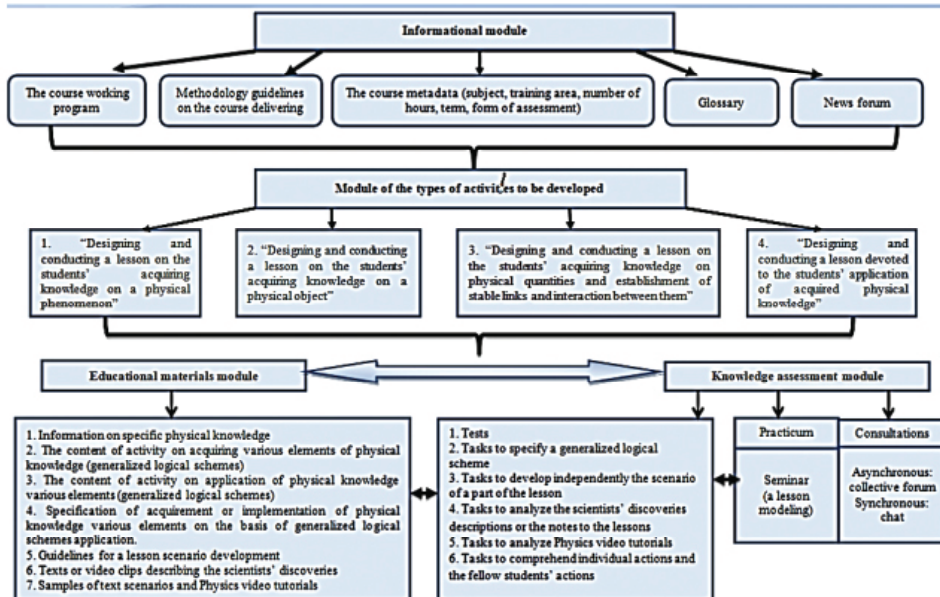 Informational module
The course working
program
Methodology guidelines
on the course delivering
The course metadata (subject, training area, number of
hours, term, form of assessment)
Glossary
News forum
Module of the types of activities to be developed
1. “Designing and
conducting a lesson on the
students’ acquiring
knowledge on a physical
phenomenon”
2. “Designing and conducting
a lesson on the students’
acquiring knowledge on a
physical object”
3. “Designing and conducting a lesson on
the students’ acquiring knowledge on
physical quantities and establishment of
stable links and interaction between them”
4. “Designing and
conducting a lesson devoted
to the students’ application
of acquired physical
knowledge”
Educational materials module
Knowledge assessment module
1. Information on specific physical knowledge
2. The content of activity on acquiring various elements of physical
knowledge (generalized logical schemes)
3. The content of activity on application of physical knowledge
various elements (generalized logical schemes)
4. Specification of acquirement or implementation of physical
knowledge various elements on the basis of generalized logical
schemes application.
5. Guidelines for a lesson scenario development
6. Texts or video clips describing the scientists’ discoveries
7. Samples of text scenarios and Physics video tutorials
1. Tests
2. Tasks to specify a generalized logical
scheme
3. Tasks to develop independently the scenario
of a part of the lesson
4. Tasks to analyze the scientists’ discoveries
descriptions or the notes to the lessons
5. Tasks to analyze Physics video tutorials
6. Tasks to comprehend individual actions and
the fellow students’ actions
Practicum
Seminar
(a lesson
modeling)
Consultations
Asynchronous:
collective forum
Synchronous:
chat